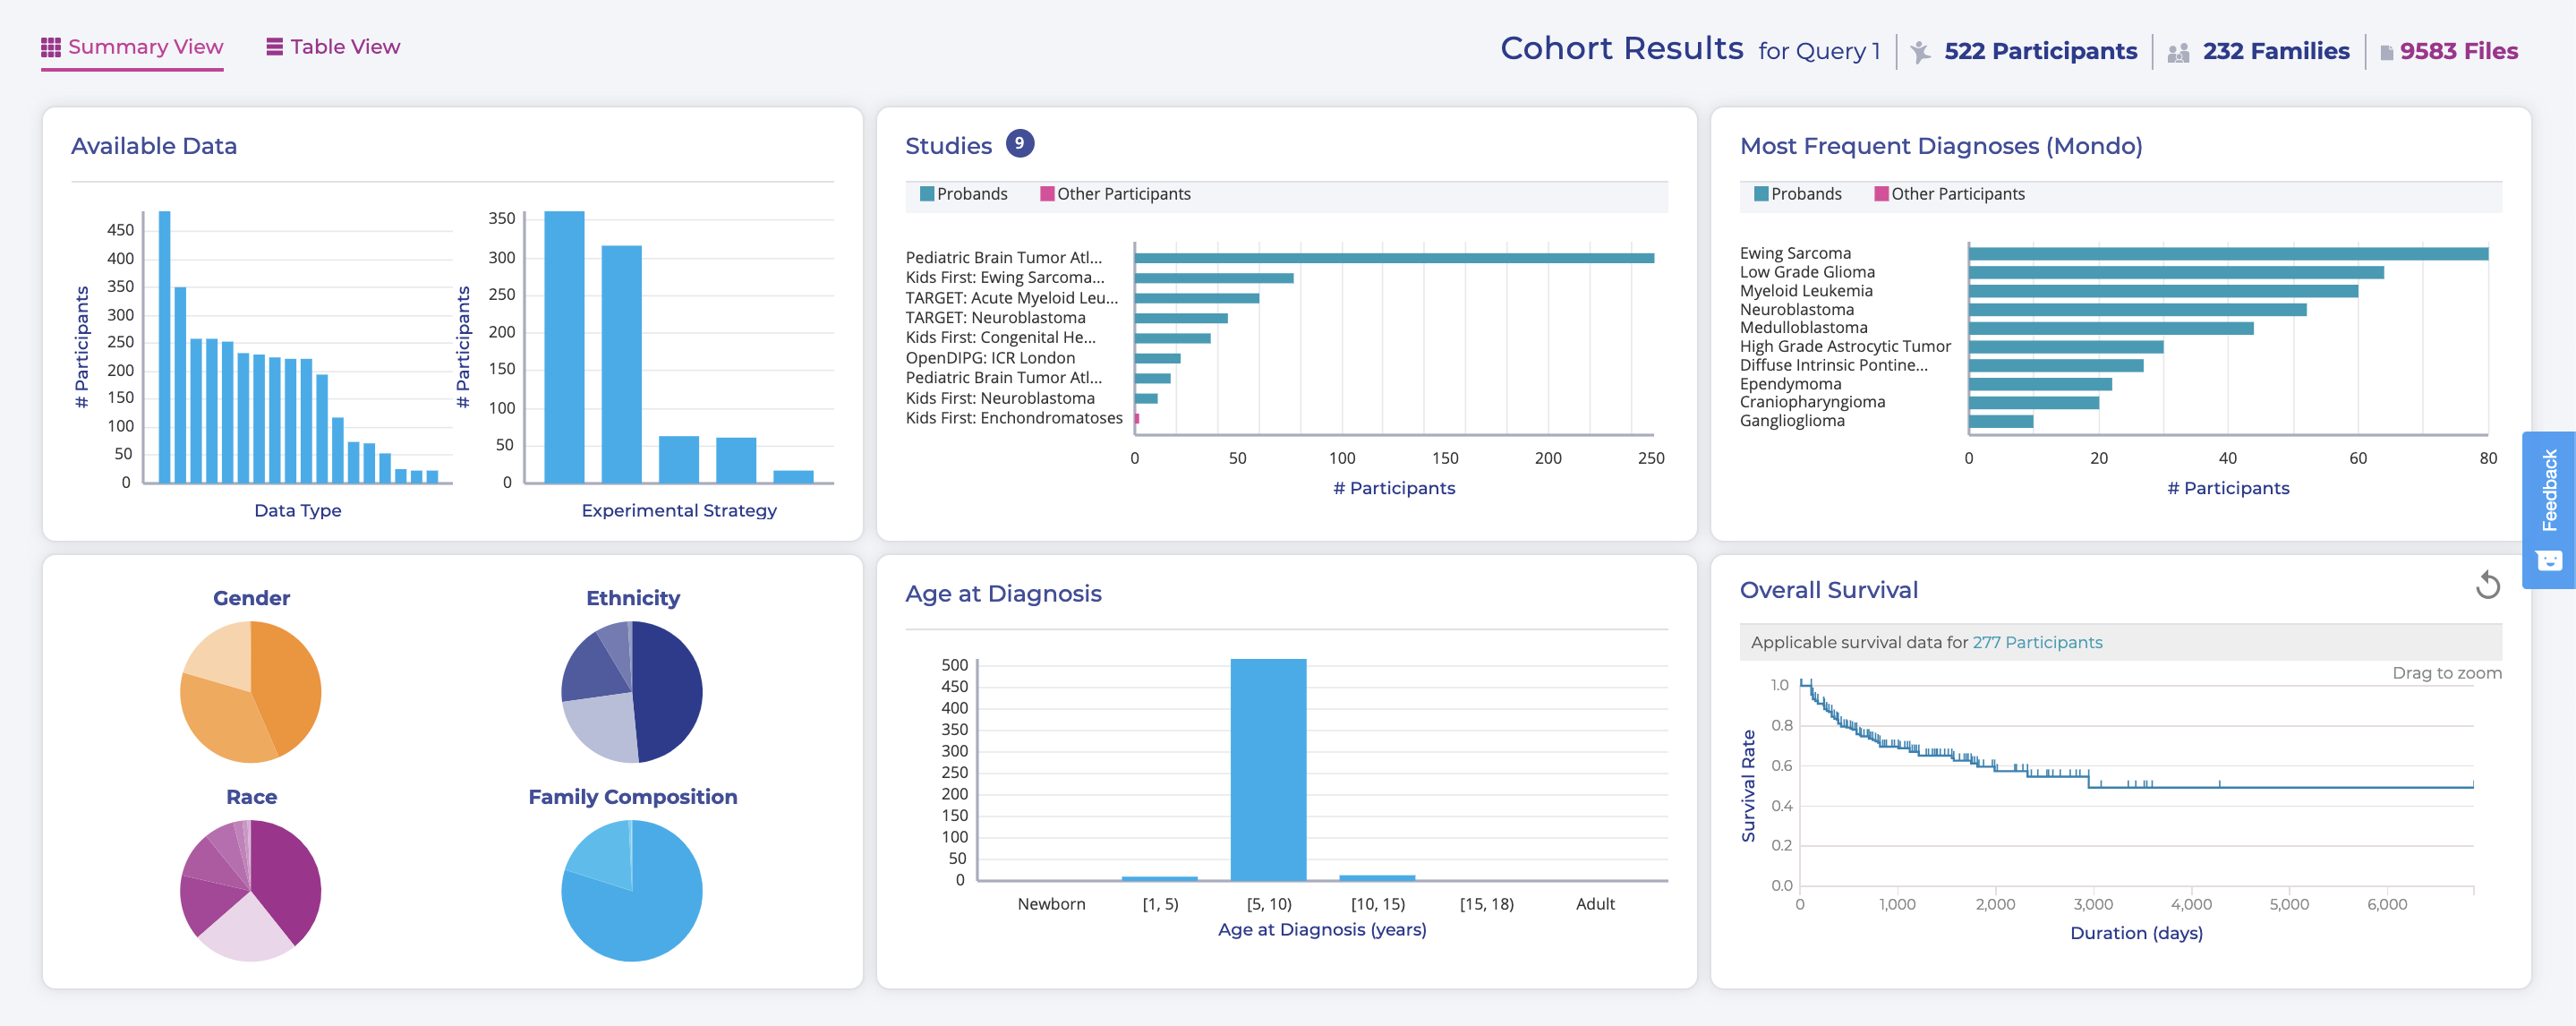 Summary View
Table View
Cohort Results for Query 1
522 Participants
232 Families
9583 Files
Available Data
450
400
350
300
250
200
150
100
50
0
# Participants
Data Type
350
300
250
200
150
100
50
0
# Participants
Experimental Strategy
Studies 9
Probands
Other Participants
Pediatric Brain Tumor Atl...
Kids First: Ewing Sarcoma...
TARGET: Acute Myeloid Leu...
TARGET: Neuroblastoma
Kids First: Congenital He...
OpenDIPG: ICR London
Pediatric Brain Tumor Atl...
Kids First: Neuroblastoma
Kids First: Enchondromatoses
0 50 100 150 200 250
# Participants
Most Frequent Diagnoses (Mondo)
Probands
Other Participants
Ewing Sarcoma
Low Grade Glioma
Myeloid Leukemia
Neuroblastoma
Medulloblastoma
High Grade Astrocytic Tumor
Diffuse Intrinsic Pontine...
Ependymoma
Craniopharyngioma
Ganglioglioma
0 20 40 60 80
# Participants
Feedback
Gender
Ethnicity
Race
Family Composition
Age at Diagnosis
500
450
400
350
300
250
200
150
100
50
0
Newborn [1, 5) [5, 10) [10, 15) [15, 18) Adult
Age at Diagnosis (years)
Overall Survival
Applicable survival data for 277 Participants
Drag to zoom
1.0
0.8
0.6
0.4
0.2
0.0
Survival Rate
0 1,000 2,000 3,000 4,000 5,000 6,000
Duration (days)